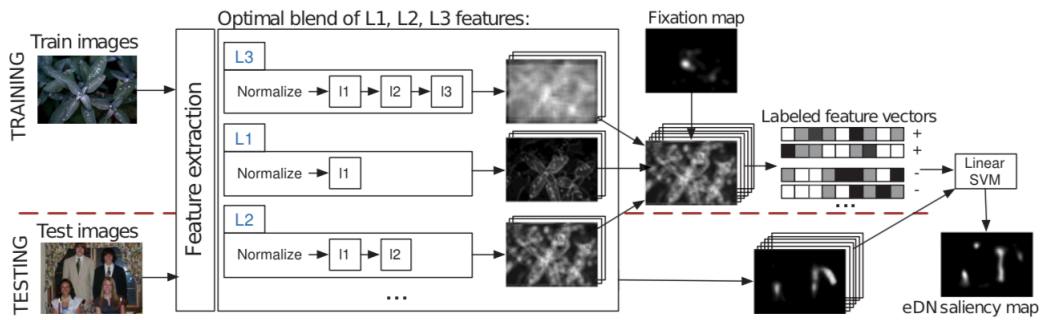 Optimal blend of L1, L2, L3 features:
Train images
TRAINING
Feature extraction
L3
Normalize l1 l2 l3
L1
Normalize l1
L2
Normalize l1 l2
...
Fixation map
Labeled feature vectors
+
+
-
-
...
Linear
SVM
Test images
TESTING
eDN saliency map